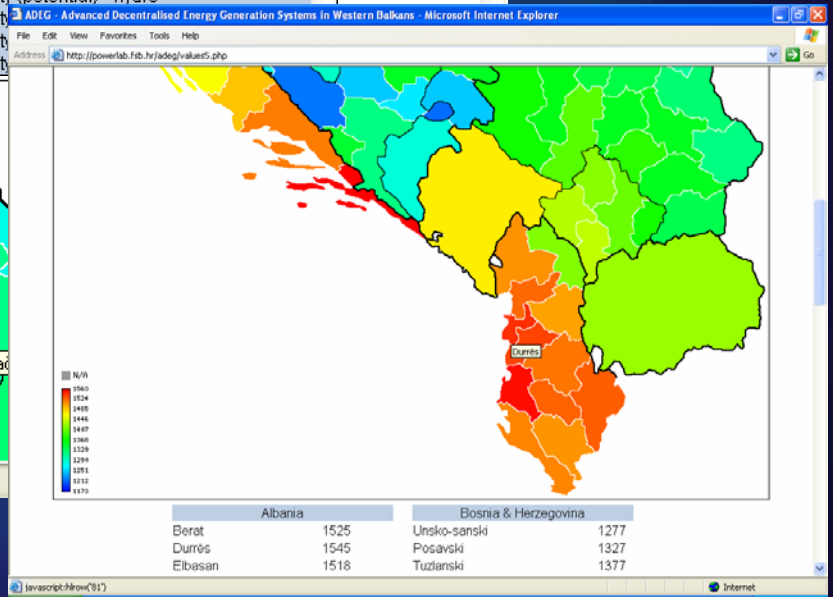 ADEG - Advanced Decentralised Energy Generation Systems in Western Balkans - Microsoft Internet Explorer
File Edit View Favorites Tools Help
Address http://powerlab.fsb.hr/adeg/values5.php Go
Durrës
N/A
1560
1524
1485
1446
1407
1368
1329
1290
1251
1212
1173
Albania Bosnia & Herzegovina
Berat 1525 Unsko-sanski 1277
Durrës 1545 Posavski 1327
Elbasan 1518 Tuzlanski 1377
javascript:hlrow('81') Internet